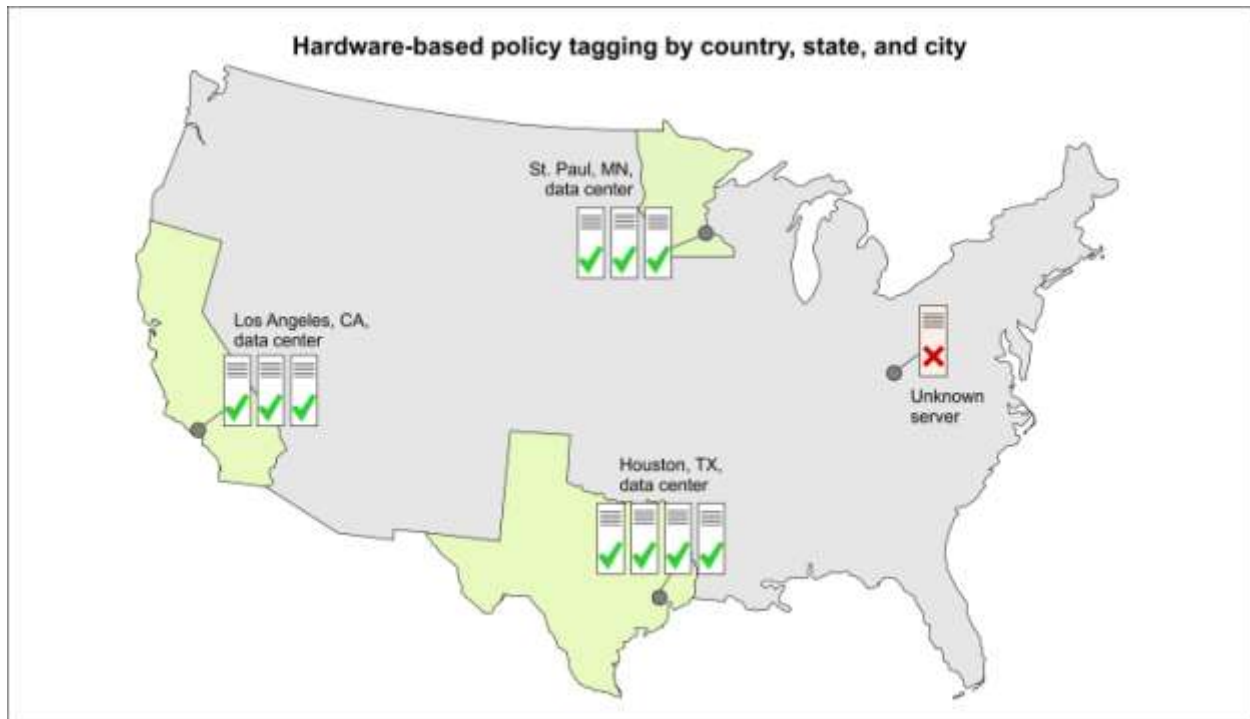 Hardware-based policy tagging by country, state, and city
St. Paul, MN,
data center
Los Angeles, CA,
data center
Unknown
server
Houston, TX,
data center